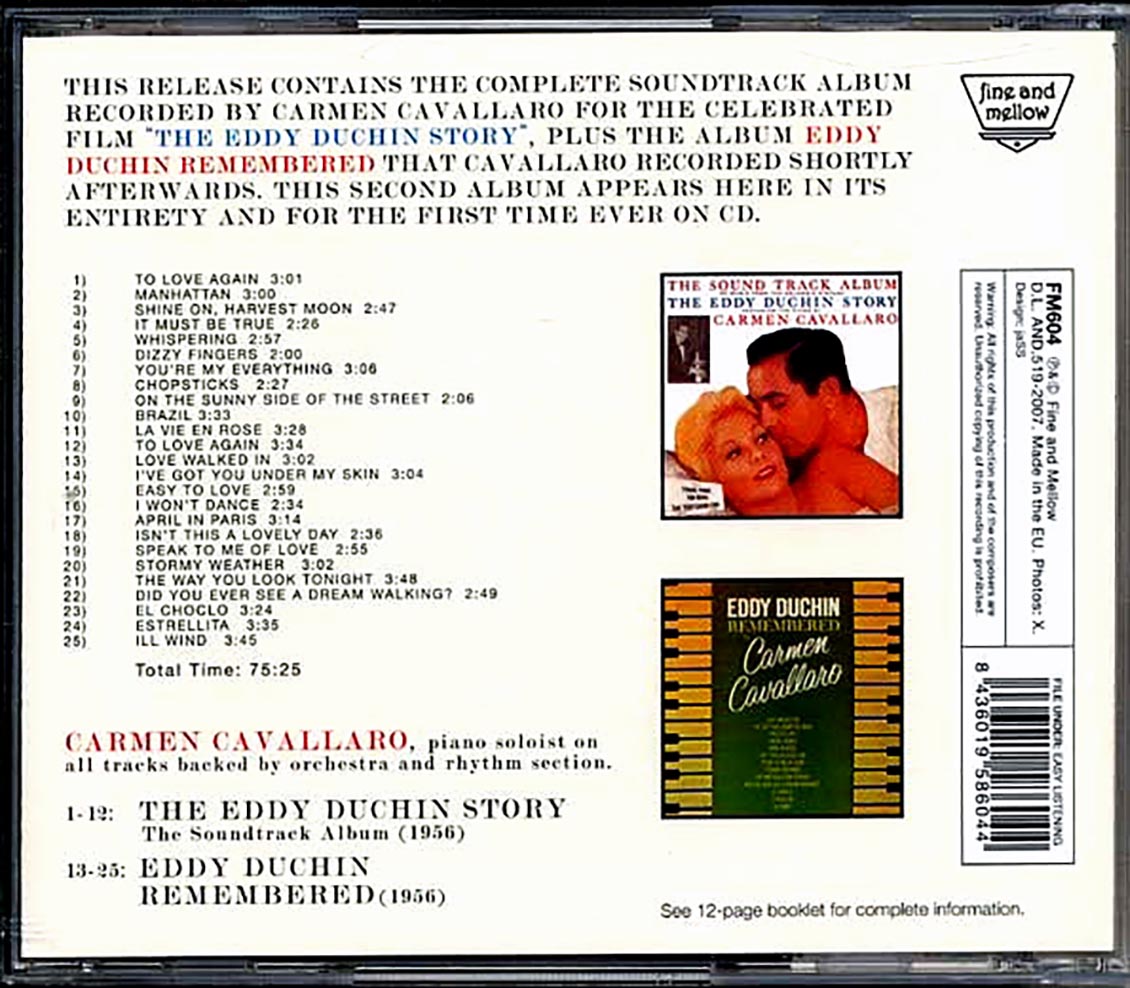 THIS RELEASE CONTAINS THE COMPLETE SOUNDTRACK ALBUM
RECORDED BY CARMEN CAVALLARO FOR THE CELEBRATED
FILM "THE EDDY DUCHIN STORY", PLUS THE ALBUM EDDY
DUCHIN REMEMBERED THAT CAVALLARO RECORDED SHORTLY
AFTERWARDS. THIS SECOND ALBUM APPEARS HERE IN ITS
ENTIRETY AND FOR THE FIRST TIME EVER ON CD.
fine and
mellow
1) TO LOVE AGAIN 3:01
2) MANHATTAN 3:00
3) SHINE ON, HARVEST MOON 2:47
4) IT MUST BE TRUE 2:26
5) WHISPERING 2:57
6) DIZZY FINGERS 2:00
7) YOU'RE MY EVERYTHING 3:06
8) CHOPSTICKS 2:27
9) ON THE SUNNY SIDE OF THE STREET 2:06
10) BRAZIL 3:33
11) LA VIE EN ROSE 3:28
12) TO LOVE AGAIN 3:34
13) LOVE WALKED IN 3:02
14) I'VE GOT YOU UNDER MY SKIN 3:04
15) EASY TO LOVE 2:59
16) I WON'T DANCE 2:34
17) APRIL IN PARIS 3:14
18) ISN'T THIS A LOVELY DAY 2:36
19) SPEAK TO ME OF LOVE 2:55
20) STORMY WEATHER 3:02
21) THE WAY YOU LOOK TONIGHT 3:48
22) DID YOU EVER SEE A DREAM WALKING? 2:49
23) EL CHOCLO 3:24
24) ESTRELLITA 3:35
25) ILL WIND 3:45
Total Time: 75:25
CARMEN CAVALLARO, piano soloist on
all tracks backed by orchestra and rhythm section.
1-12: THE EDDY DUCHIN STORY
The Soundtrack Album (1956)
13-25: EDDY DUCHIN
REMEMBERED (1956)
THE SOUND TRACK ALBUM
THE EDDY DUCHIN STORY
CARMEN CAVALLARO
EDDY DUCHIN
REMEMBERED
Carmen
Cavallaro
See 12-page booklet for complete information.
FM604 ℗&© Fine and Mellow
D.L. AND.519-2007. Made in the EU. Photos: X.
Design: jaSS
Warning: All rights of this production and of the composers are
reserved. Unauthorized copying of this recording is prohibited.
FILE UNDER: EASY LISTENING
8 436019 586044